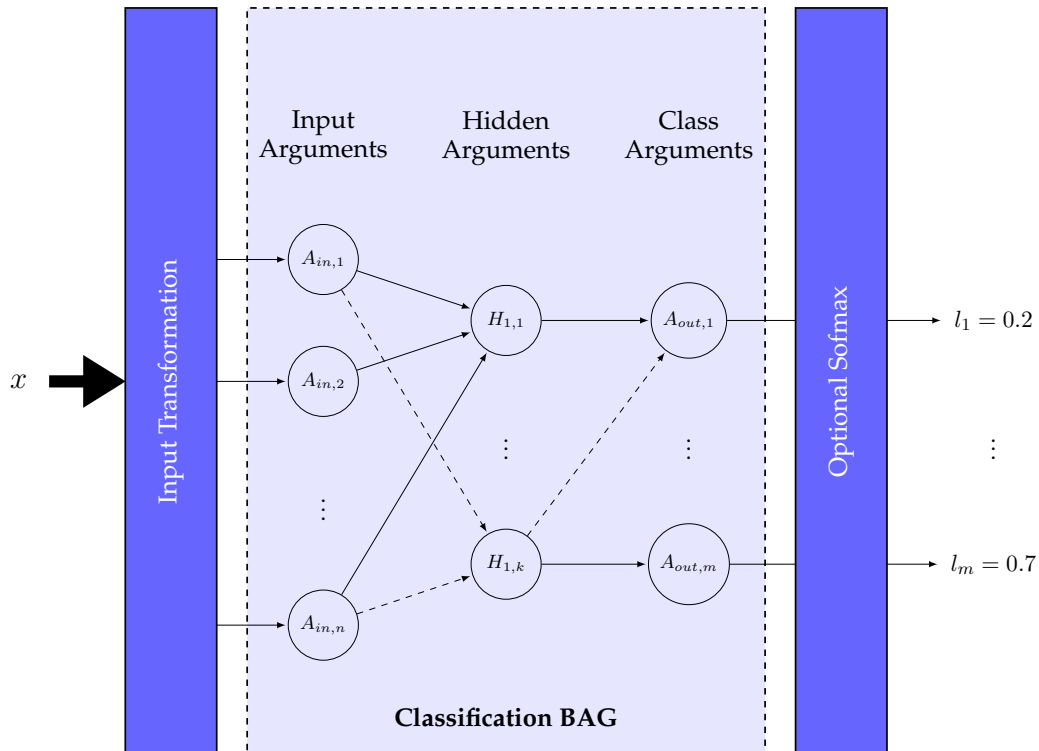 Input
Arguments
Hidden
Arguments
Class
Arguments
x
Input Transformation
A_{in,1}
A_{in,2}
⋮
A_{in,n}
H_{1,1}
⋮
H_{1,k}
A_{out,1}
⋮
A_{out,m}
Optional Sofmax
l_1 = 0.2
⋮
l_m = 0.7
Classification BAG